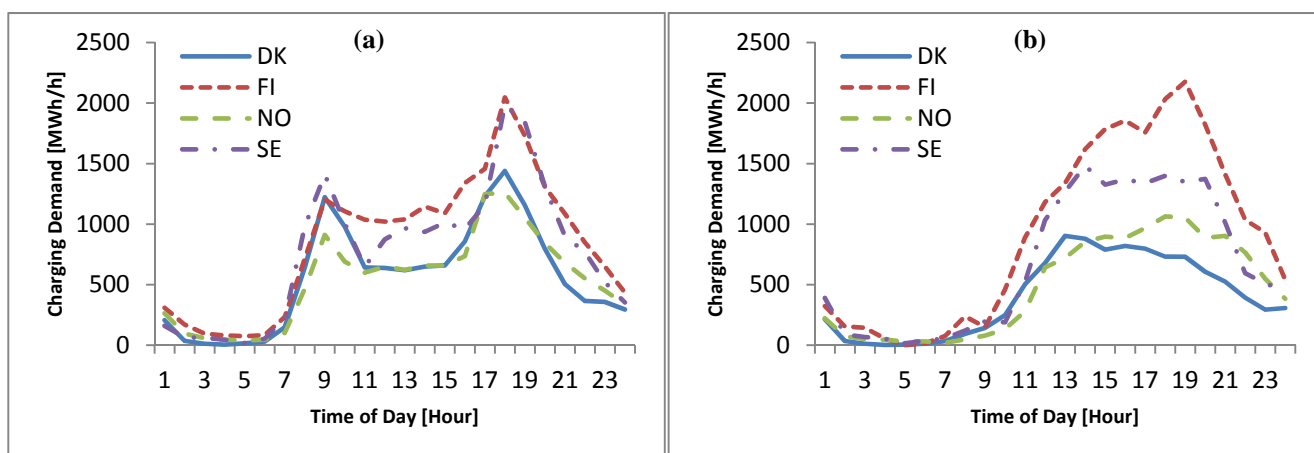 (a)
2500
2000
1500
1000
500
0
Charging Demand [MWh/h]
DK
FI
NO
SE
1 3 5 7 9 11 13 15 17 19 21 23
Time of Day [Hour]
(b)
2500
2000
1500
1000
500
0
Charging Demand [MWh/h]
DK
FI
NO
SE
1 3 5 7 9 11 13 15 17 19 21 23
Time of Day [Hour]